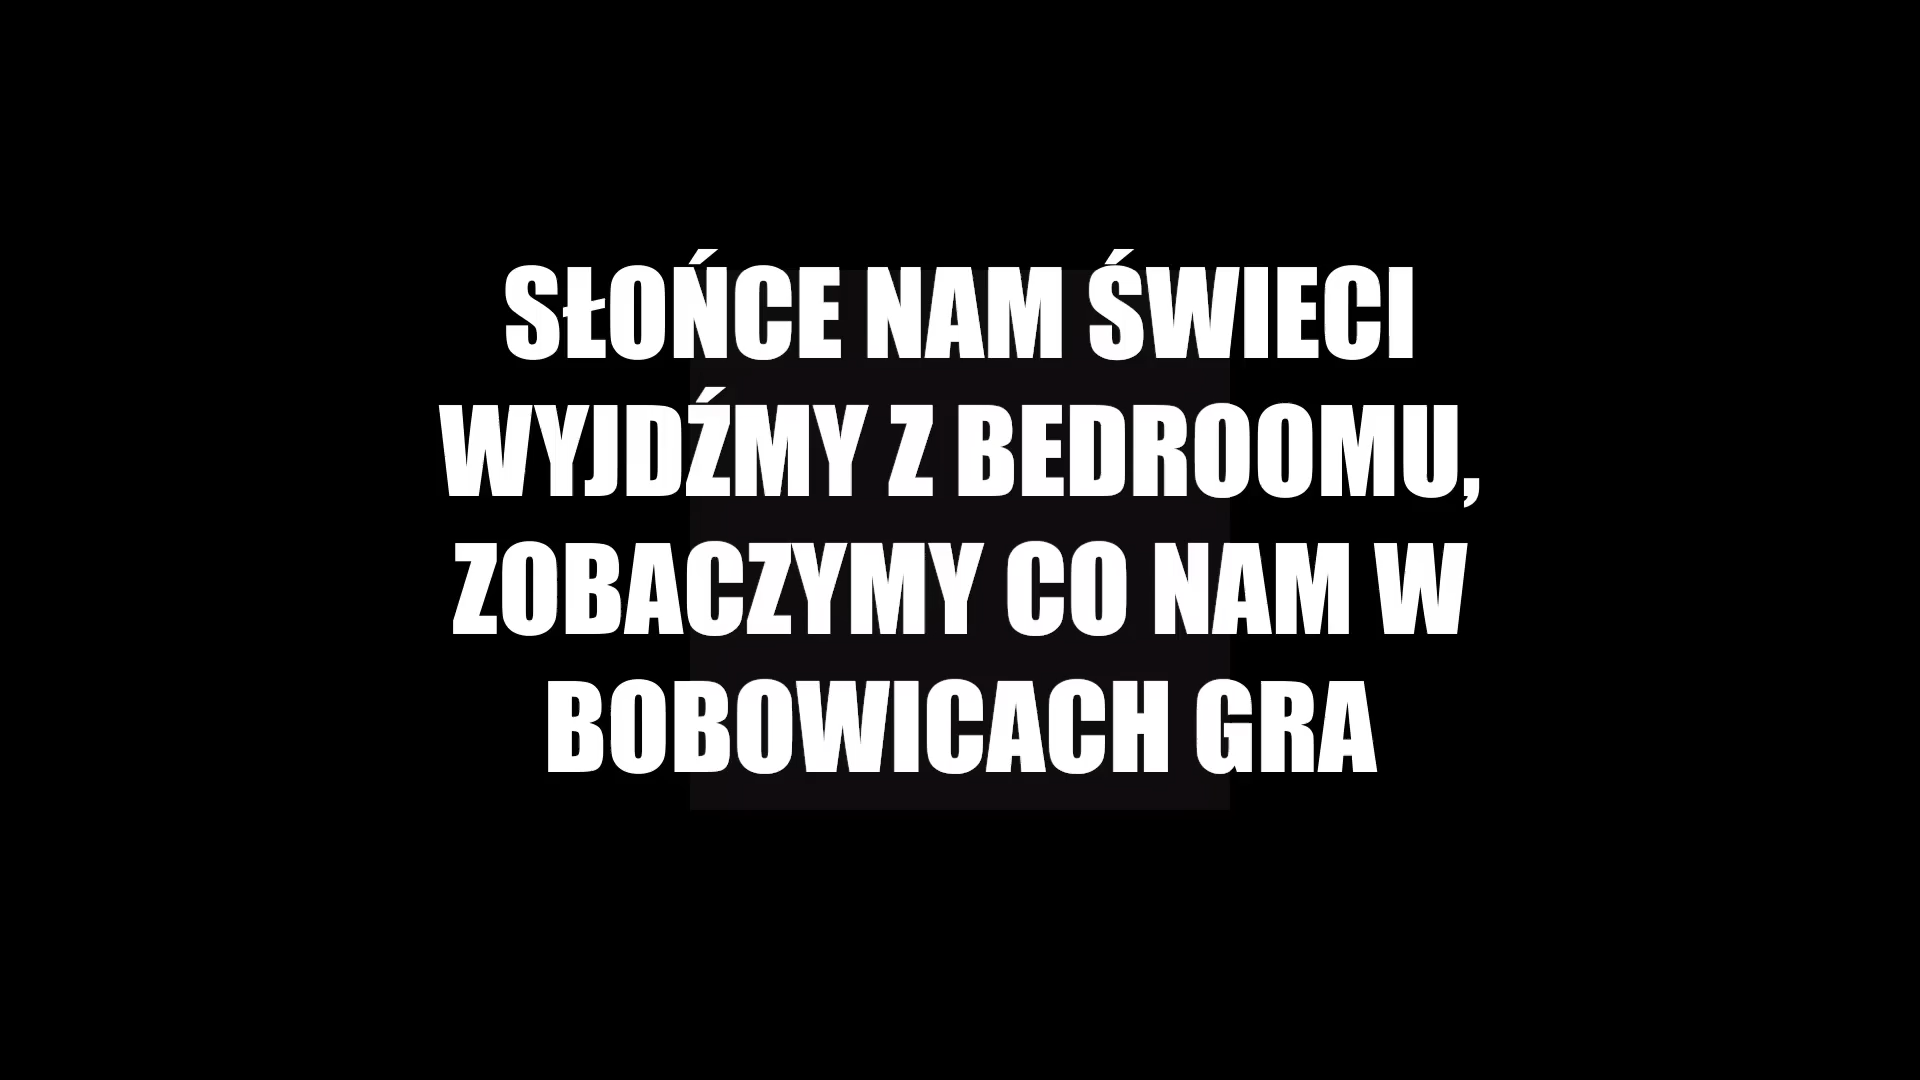 SŁOŃCE NAM ŚWIECI
WYJDŹMY Z BEDROOMU,
ZOBACZYMY CO NAM W
BOBOWICACH GRA